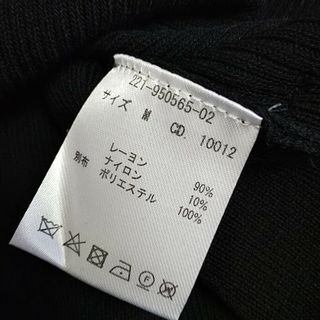 221-950565-02
サイズ M CD. 10012
レーヨン 90%
ナイロン 10%
別布 ポリエステル 100%